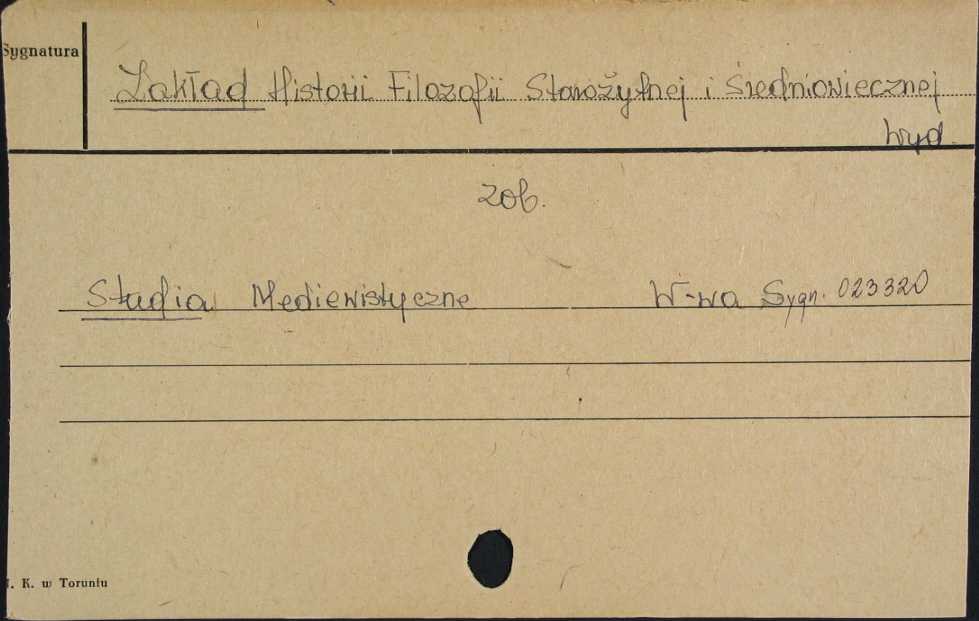 Sygnatura
Zakład Historii Filozofii Starożytnej i Średniowiecznej
wyd.
zob.
Studia Mediewistyczne W-wa Sygn. 023320
K. w Toruniu